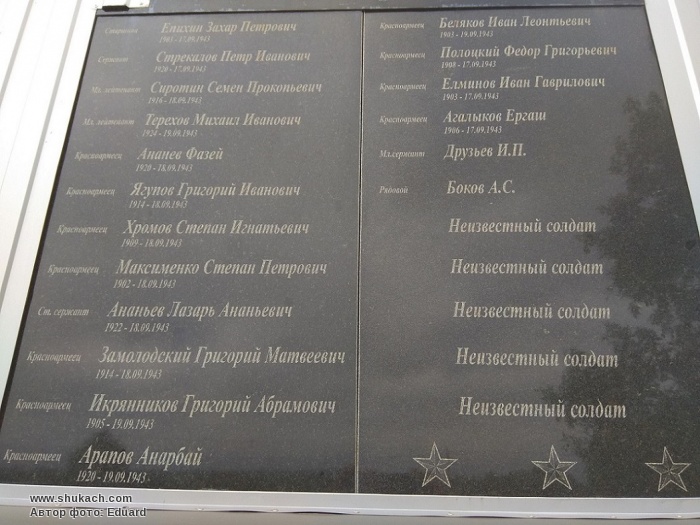 Старшина Епихин Захар Петрович
1903 - 17.09.1943
Сержант Стрекалов Петр Иванович
1920 - 17.09.1943
Мл. лейтенант Сиротин Семен Прокопьевич
1916 - 18.09.1943
Мл. лейтенант Терехов Михаил Иванович
1924 - 19.09.1943
Красноармеец Анапев Фазей
1920 - 18.09.1943
Красноармеец Ягупов Григорий Иванович
1914 - 18.09.1943
Красноармеец Хромов Степан Игнатьевич
1909 - 18.09.1943
Красноармеец Максименко Степан Петрович
1902 - 18.09.1943
Ст. сержант Ананьев Лазарь Ананьевич
1922 - 18.09.1943
Красноармеец Замолодский Григорий Матвеевич
1914 - 18.09.1943
Красноармеец Икрянников Григорий Абрамович
1905 - 19.09.1943
Красноармеец Арапов Анарбай
1920 - 19.09.1943
Красноармеец Беляков Иван Леонтьевич
1903 - 19.09.1943
Красноармеец Полоцкий Федор Григорьевич
1908 - 17.09.1943
Красноармеец Елминов Иван Гаврилович
1903 - 17.09.1943
Красноармеец Агалыков Ергаш
1906 - 17.09.1943
Мл.сержант Друзьев И.П.
Рядовой Боков А.С.
Неизвестный солдат
Неизвестный солдат
Неизвестный солдат
Неизвестный солдат
Неизвестный солдат
www.shukach.com
Автор фото: Eduard